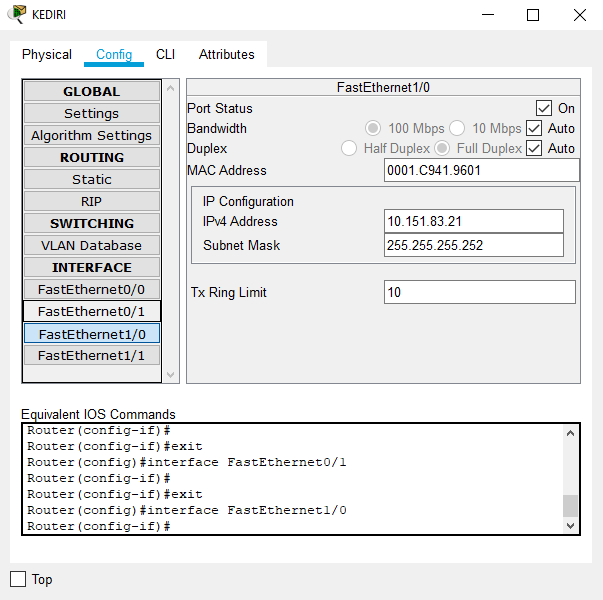 KEDIRI
Physical Config CLI Attributes
GLOBAL
Settings
Algorithm Settings
ROUTING
Static
RIP
SWITCHING
VLAN Database
INTERFACE
FastEthernet0/0
FastEthernet0/1
FastEthernet1/0
FastEthernet1/1
FastEthernet1/0
Port Status On
Bandwidth 100 Mbps 10 Mbps Auto
Duplex Half Duplex Full Duplex Auto
MAC Address 0001.C941.9601
IP Configuration
IPv4 Address 10.151.83.21
Subnet Mask 255.255.255.252
Tx Ring Limit 10
Equivalent IOS Commands
Router(config-if)#
Router(config-if)#exit
Router(config)#interface FastEthernet0/1
Router(config-if)#
Router(config-if)#exit
Router(config)#interface FastEthernet1/0
Router(config-if)#
Top